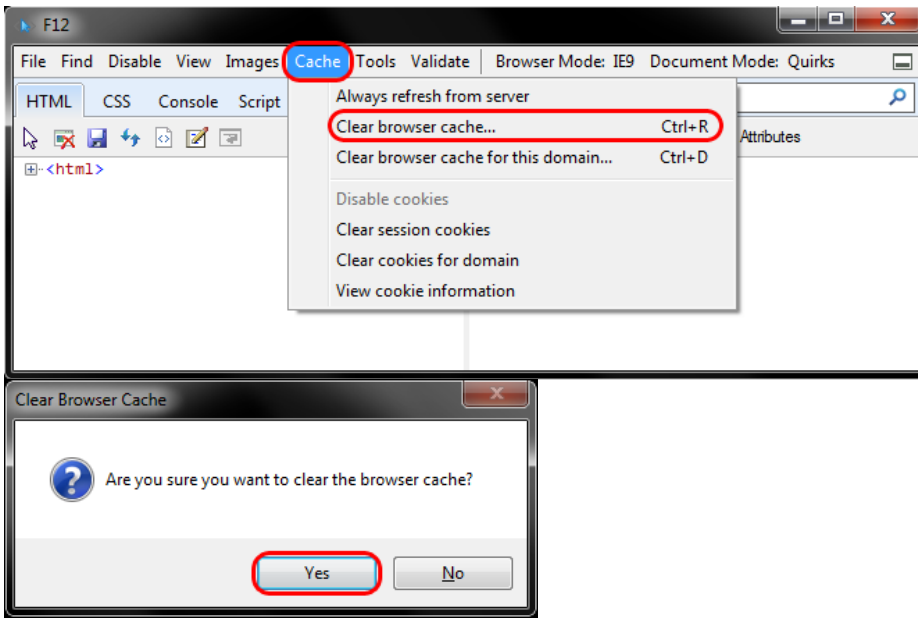 F12
File Find Disable View Images Cache Tools Validate Browser Mode: IE9 Document Mode: Quirks
HTML CSS Console Script
Attributes
<html>
Always refresh from server
Clear browser cache... Ctrl+R
Clear browser cache for this domain... Ctrl+D
Disable cookies
Clear session cookies
Clear cookies for domain
View cookie information
Clear Browser Cache
Are you sure you want to clear the browser cache?
Yes No